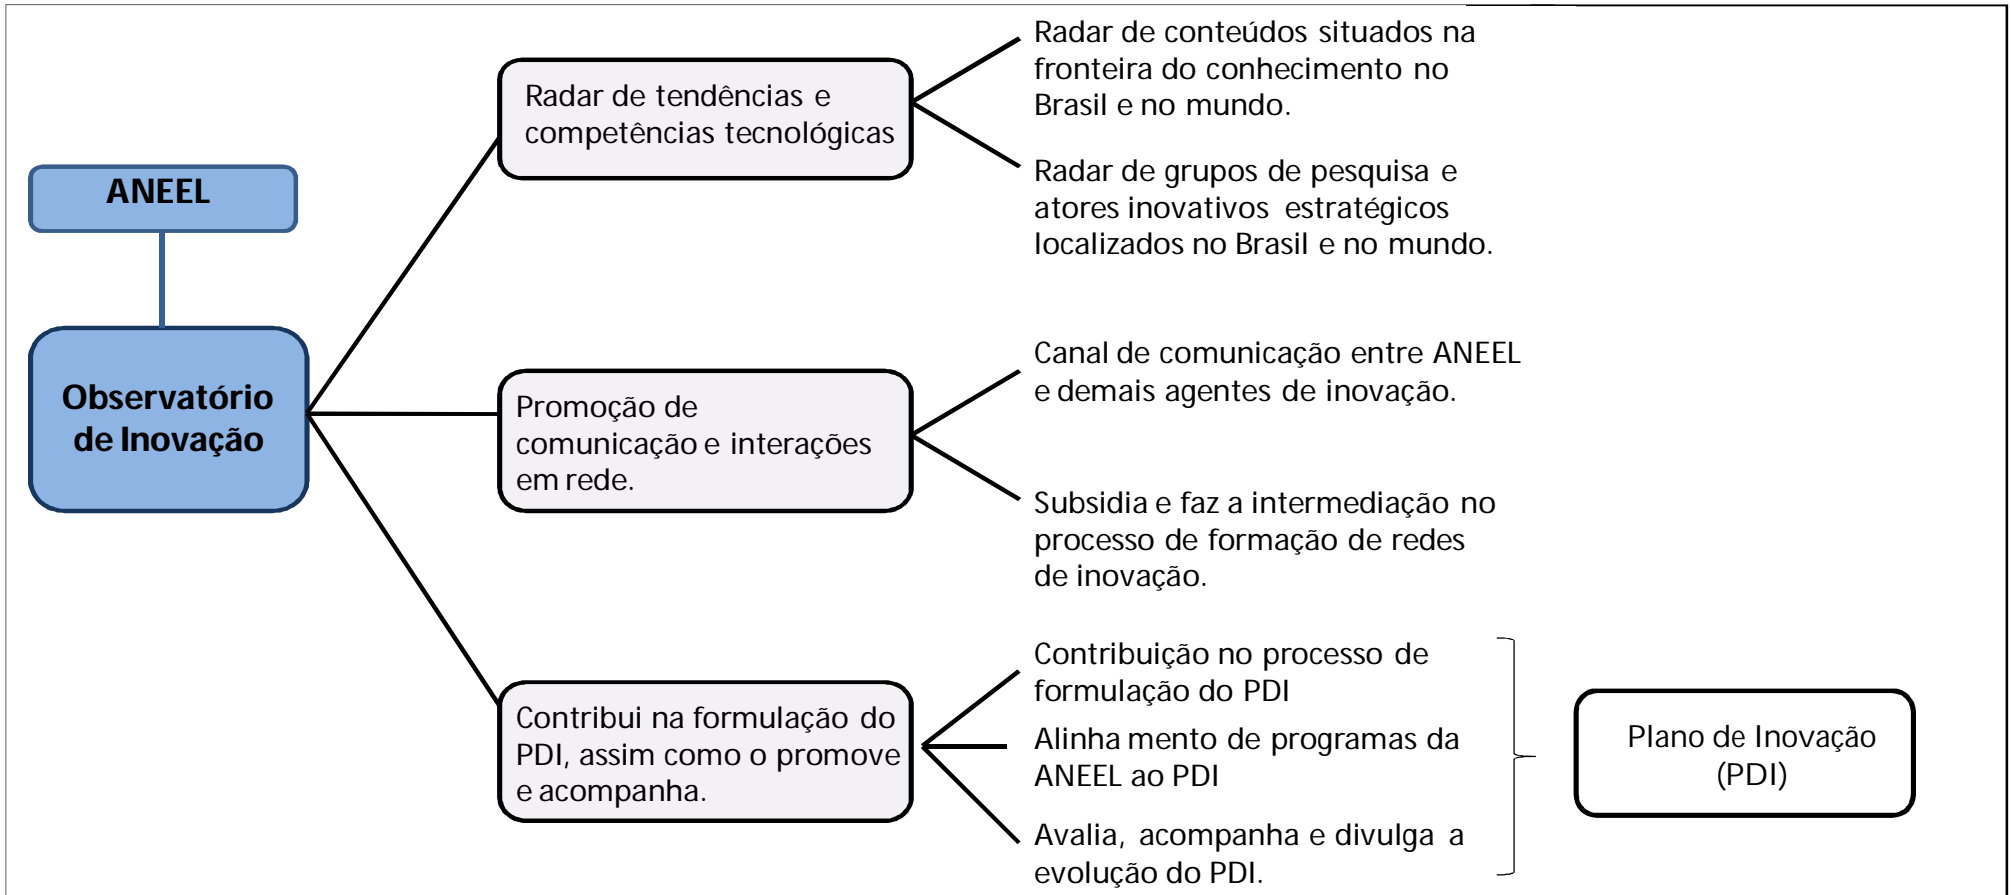 ANEEL
Observatório
de Inovação
Radar de tendências e
competências tecnológicas
Radar de conteúdos situados na
fronteira do conhecimento no
Brasil e no mundo.
Radar de grupos de pesquisa e
atores inovativos estratégicos
localizados no Brasil e no mundo.
Promoção de
comunicação e interações
em rede.
Canal de comunicação entre ANEEL
e demais agentes de inovação.
Subsidia e faz a intermediação no
processo de formação de redes
de inovação.
Contribui na formulação do
PDI, assim como o promove
e acompanha.
Contribuição no processo de
formulação do PDI
Alinha mento de programas da
ANEEL ao PDI
Avalia, acompanha e divulga a
evolução do PDI.
Plano de Inovação
(PDI)